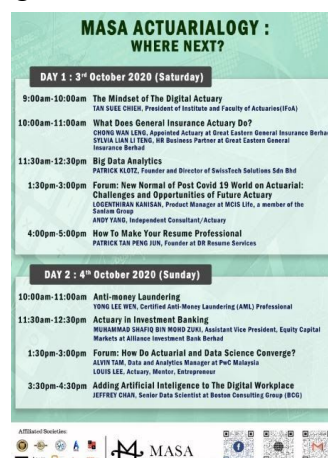 MASA ACTUARIALOGY :
WHERE NEXT?
DAY 1 : 3rd October 2020 (Saturday)
9:00am-10:00am The Mindset of The Digital Actuary
TAN SUEE CHIEH, President of Institute and Faculty of Actuaries(IFoA)
10:00am-11:00am What Does General Insurance Actuary Do?
CHONG WAN LENG, Appointed Actuary at Great Eastern General Insurance Berhad
SYLVIA LIAN LI TENG, HR Business Partner at Great Eastern General
Insurance Berhad
11:30am-12:30pm Big Data Analytics
PATRICK KLOTZ, Founder and Director of SwissTech Solutions Sdn Bhd
1:30pm-3:00pm Forum: New Normal of Post Covid 19 World on Actuarial:
Challenges and Opportunities of Future Actuary
LOGENTHIRAN KANISAN, Product Manager at MCIS Life, a member of the
Sanlam Group
ANDY YANG, Independent Consultant/Actuary
4:00pm-5:00pm How To Make Your Resume Professional
PATRICK TAN PENG JUN, Founder at DR Resume Services
DAY 2 : 4th October 2020 (Sunday)
10:00am-11:00am Anti-money Laundering
YONG LEE WEN, Certified Anti-Money Laundering (AML) Professional
11:30am-12:30pm Actuary in Investment Banking
MUHAMMAD SHAFIQ BIN MOHD ZUKI, Assistant Vice President, Equity Capital
Markets at Alliance Investment Bank Berhad
1:30pm-3:00pm Forum: How Do Actuarial and Data Science Converge?
ALVIN TAM, Data and Analytics Manager at PwC Malaysia
LOUIS LEE, Actuary, Mentor, Entrepreneur
3:30pm-4:30pm Adding Artificial Inteligence to The Digital Workplace
JEFFREY CHAN, Senior Data Scientist at Boston Consulting Group (BCG)
Affiliated Societies:
MASA